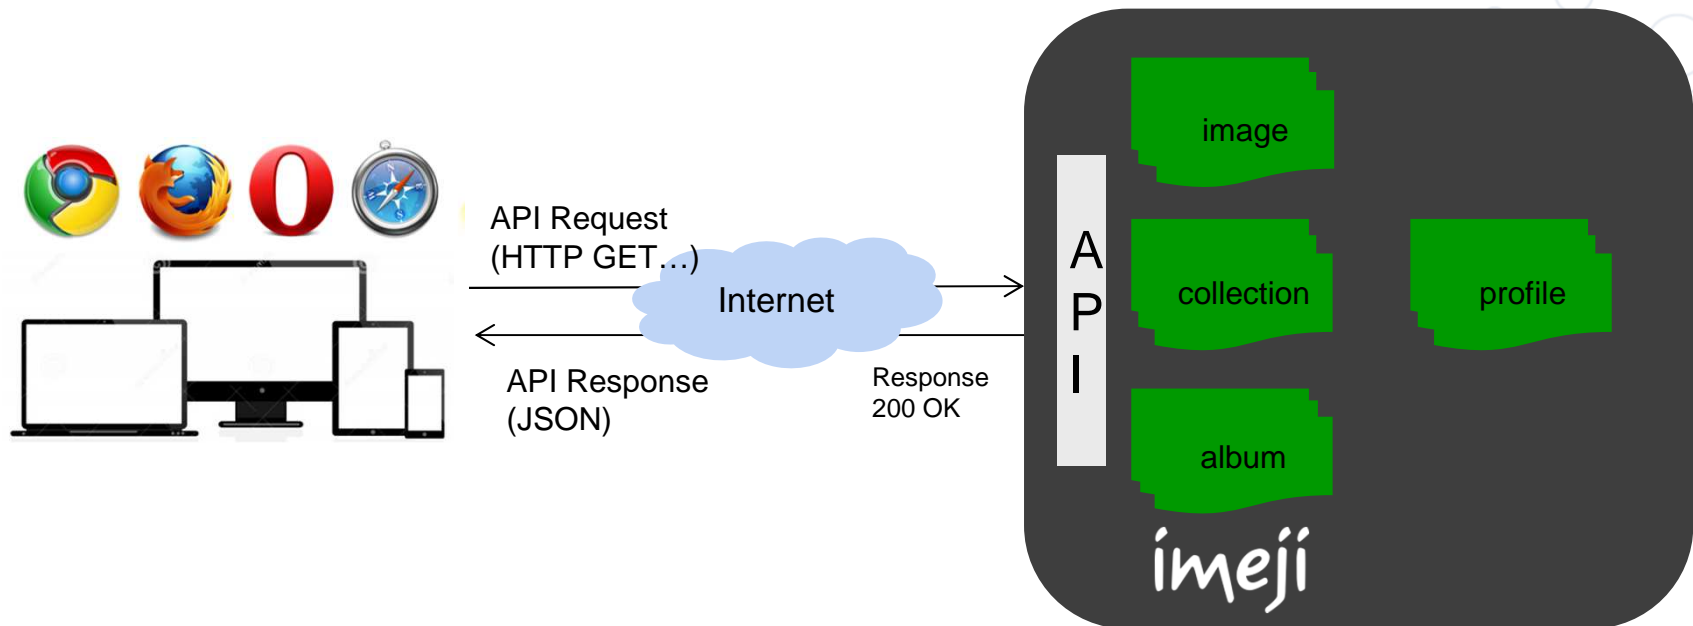 API Request
(HTTP GET…)
Internet
API Response
(JSON)
Response
200 OK
A
P
I
image
collection
profile
album
imeji